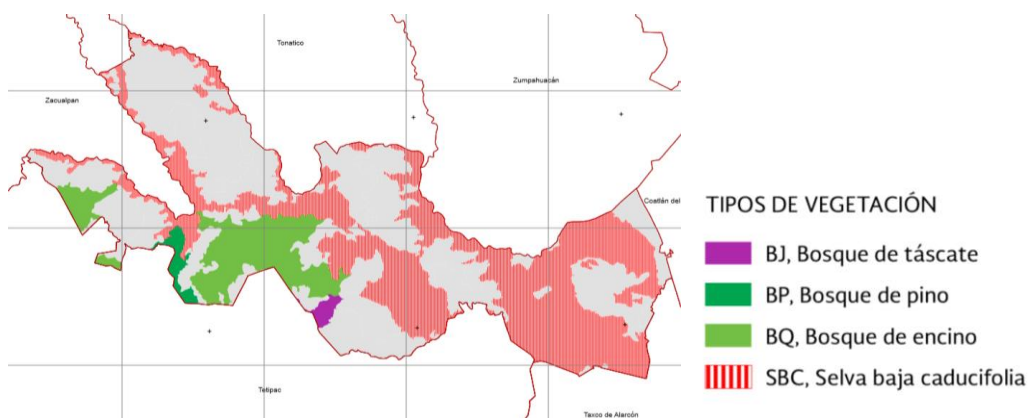 Tonatico
Zumpahuacán
Zacualpan
Coatlán del
Tetipac
Taxco de Alarcón
TIPOS DE VEGETACIÓN
BJ, Bosque de táscate
BP, Bosque de pino
BQ, Bosque de encino
SBC, Selva baja caducifolia